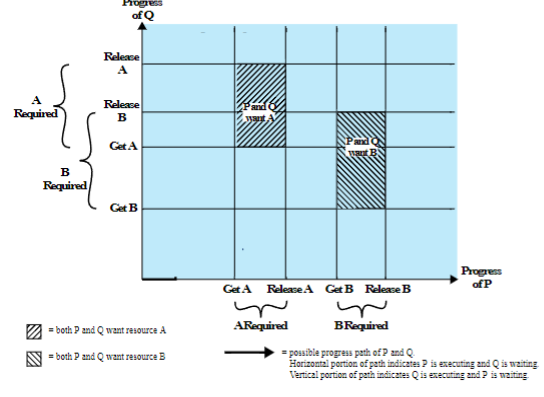 Progress
of Q
Release
A
A
Required
Release
B
Get A
B
Required
Get B
P and Q
want A
P and Q
want B
Progress
of P
Get A Release A Get B Release B
A Required B Required
= both P and Q want resource A
= both P and Q want resource B
= possible progress path of P and Q.
Horizontal portion of path indicates P is executing and Q is waiting.
Vertical portion of path indicates Q is executing and P is waiting.